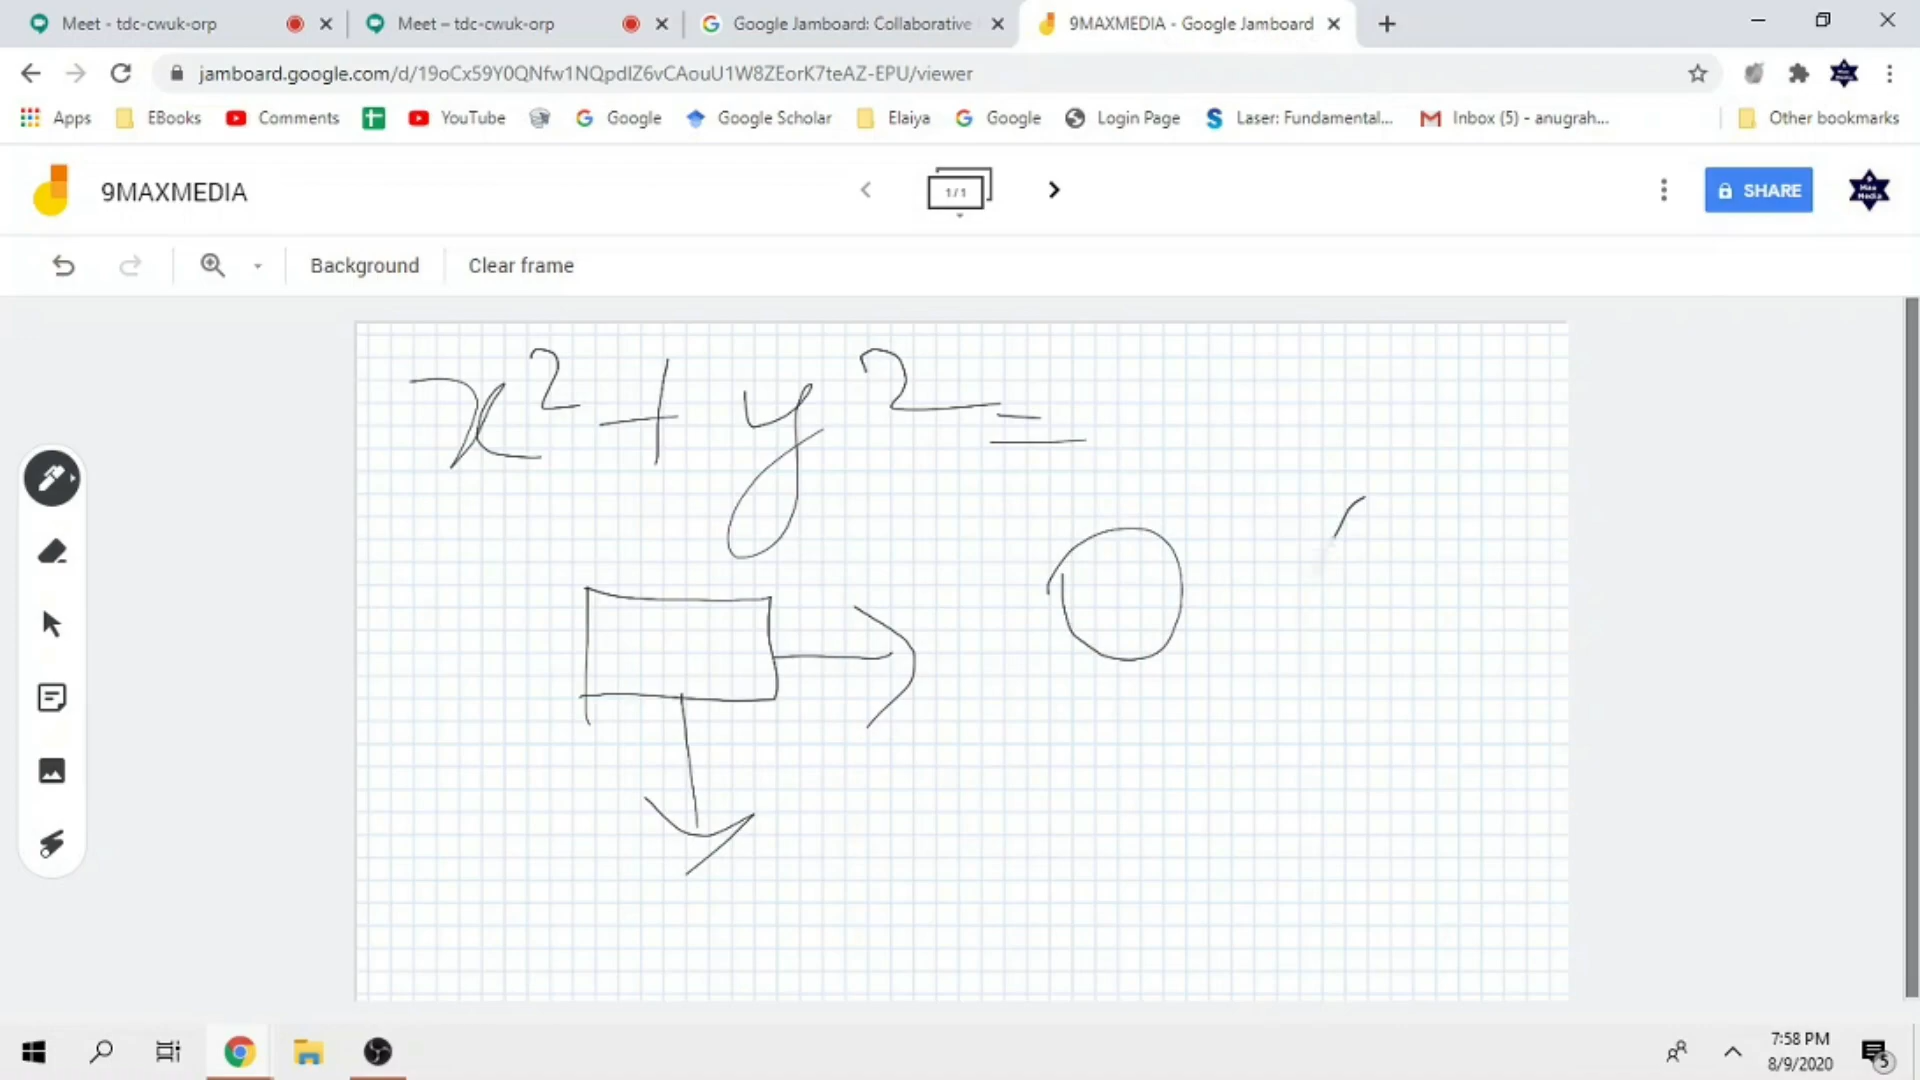 Meet - tdc-cwuk-orp
Meet – tdc-cwuk-orp
Google Jamboard: Collaborative
9MAXMEDIA - Google Jamboard
jamboard.google.com/d/19oCx59Y0QNfw1NQpdIZ6vCAouU1W8ZEorK7teAZ-EPU/viewer
Apps
EBooks
Comments
YouTube
Google
Google Scholar
Elaiya
Google
Login Page
Laser: Fundamental...
Inbox (5) - anugrah...
Other bookmarks
9MAXMEDIA
1/1
SHARE
Background
Clear frame
x² + y² =
7:58 PM
8/9/2020
5